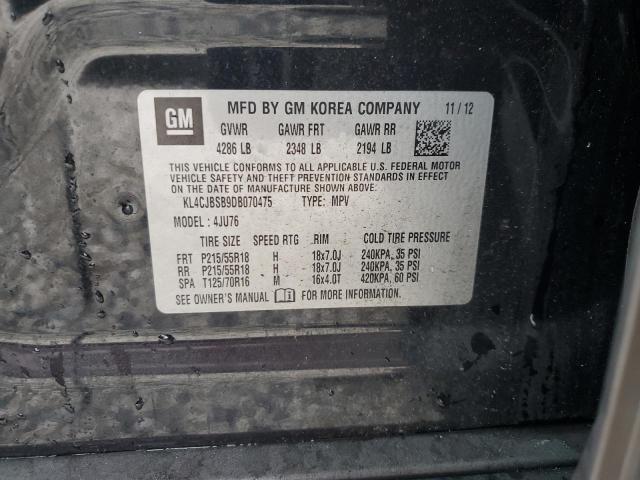 GM MFD BY GM KOREA COMPANY 11/12
GVWR GAWR FRT GAWR RR
4286 LB 2348 LB 2194 LB
THIS VEHICLE CONFORMS TO ALL APPLICABLE U.S. FEDERAL MOTOR
VEHICLE SAFETY AND THEFT PREVENTION STANDARDS IN EFFECT ON THE
DATE OF MANUFACTURE SHOWN ABOVE.
KL4CJBSB9DB070475 TYPE: MPV
MODEL: 4JU76
TIRE SIZE SPEED RTG RIM COLD TIRE PRESSURE
FRT P215/55R18 H 18x7.0J 240KPA, 35 PSI
RR P215/55R18 H 18x7.0J 240KPA, 35 PSI
SPA T125/70R16 M 16x4.0T 420KPA, 60 PSI
SEE OWNER'S MANUAL FOR MORE INFORMATION.